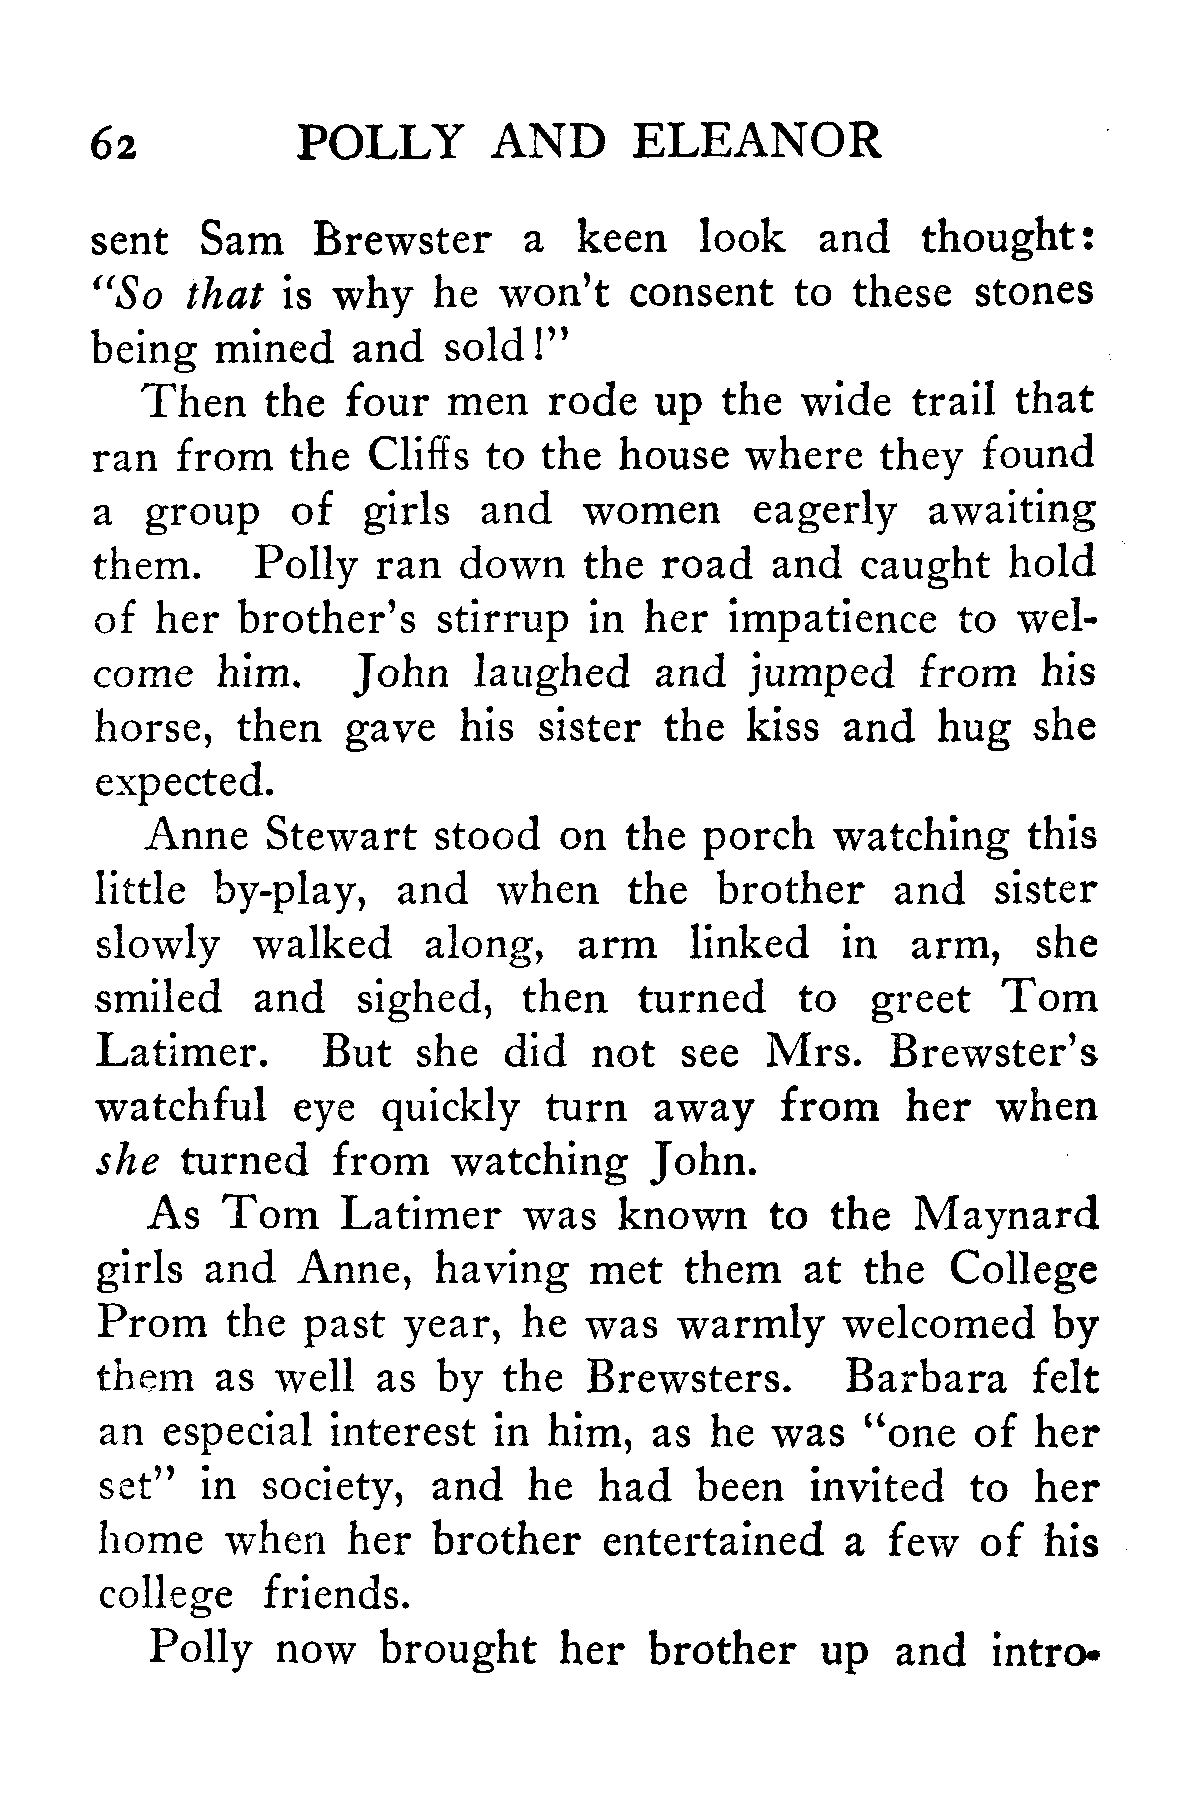 62 POLLY AND ELEANOR
sent Sam Brewster a keen look and thought:
"So that is why he won't consent to these stones
being mined and sold!"
Then the four men rode up the wide trail that
ran from the Cliffs to the house where they found
a group of girls and women eagerly awaiting
them. Polly ran down the road and caught hold
of her brother's stirrup in her impatience to wel-
come him. John laughed and jumped from his
horse, then gave his sister the kiss and hug she
expected.
Anne Stewart stood on the porch watching this
little by-play, and when the brother and sister
slowly walked along, arm linked in arm, she
smiled and sighed, then turned to greet Tom
Latimer. But she did not see Mrs. Brewster's
watchful eye quickly turn away from her when
she turned from watching John.
As Tom Latimer was known to the Maynard
girls and Anne, having met them at the College
Prom the past year, he was warmly welcomed by
them as well as by the Brewsters. Barbara felt
an especial interest in him, as he was "one of her
set" in society, and he had been invited to her
home when her brother entertained a few of his
college friends.
Polly now brought her brother up and intro-